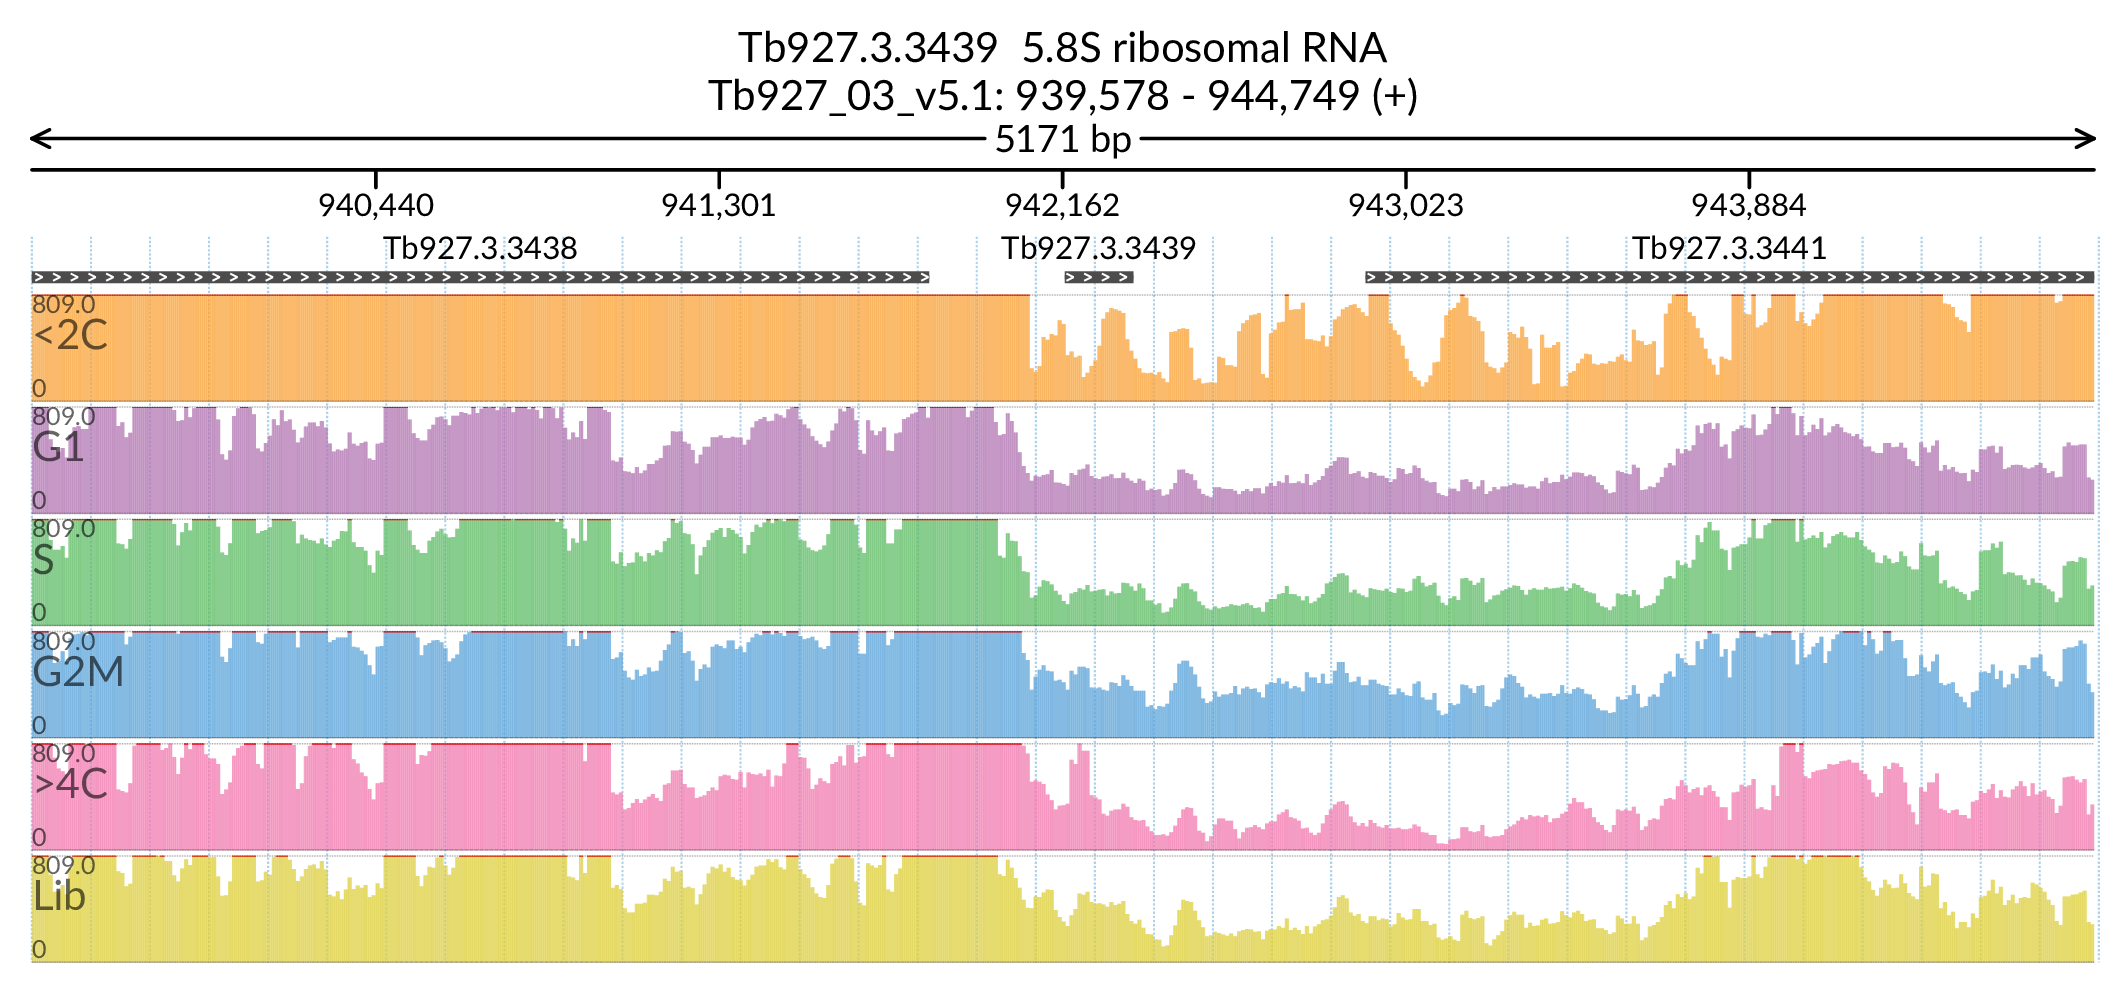 Tb927.3.3439  5.8S ribosomal RNA
Tb927_03_v5.1: 939,578 - 944,749 (+)
5171 bp
940,440 941,301 942,162 943,023 943,884
Tb927.3.3438 Tb927.3.3439 Tb927.3.3441
809.0
<2C
0
809.0
G1
0
809.0
S
0
809.0
G2M
0
809.0
>4C
0
809.0
Lib
0